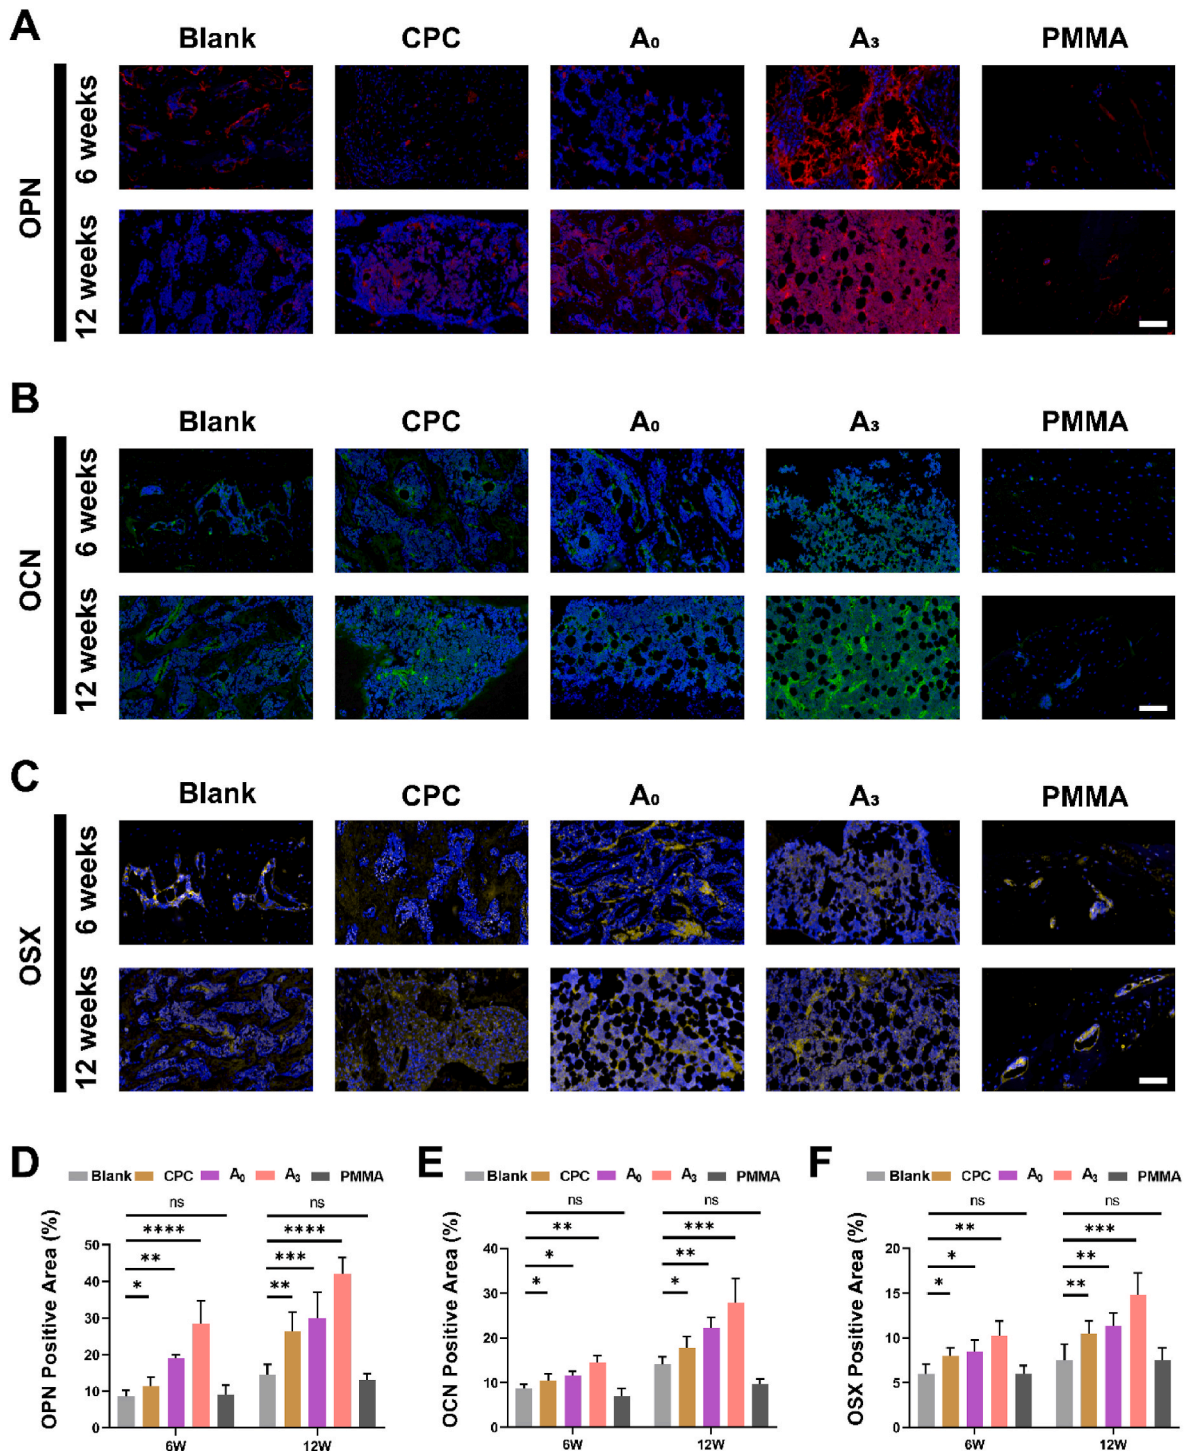 A
Blank CPC A₀ A₃ PMMA
OPN
6 weeks
12 weeks
B
Blank CPC A₀ A₃ PMMA
OCN
6 weeks
12 weeks
C
Blank CPC A₀ A₃ PMMA
OSX
6 weeks
12 weeks
D
Blank CPC A₀ A₃ PMMA
ns ns
**** ****
** ***
* **
OPN Positive Area (%)
50
40
30
20
10
0
6W 12W
E
Blank CPC A₀ A₃ PMMA
ns ns
** ***
* **
* *
OCN Positive Area (%)
40
30
20
10
0
6W 12W
F
Blank CPC A₀ A₃ PMMA
ns ns
** ***
* **
* **
OSX Positive Area (%)
20
15
10
5
0
6W 12W